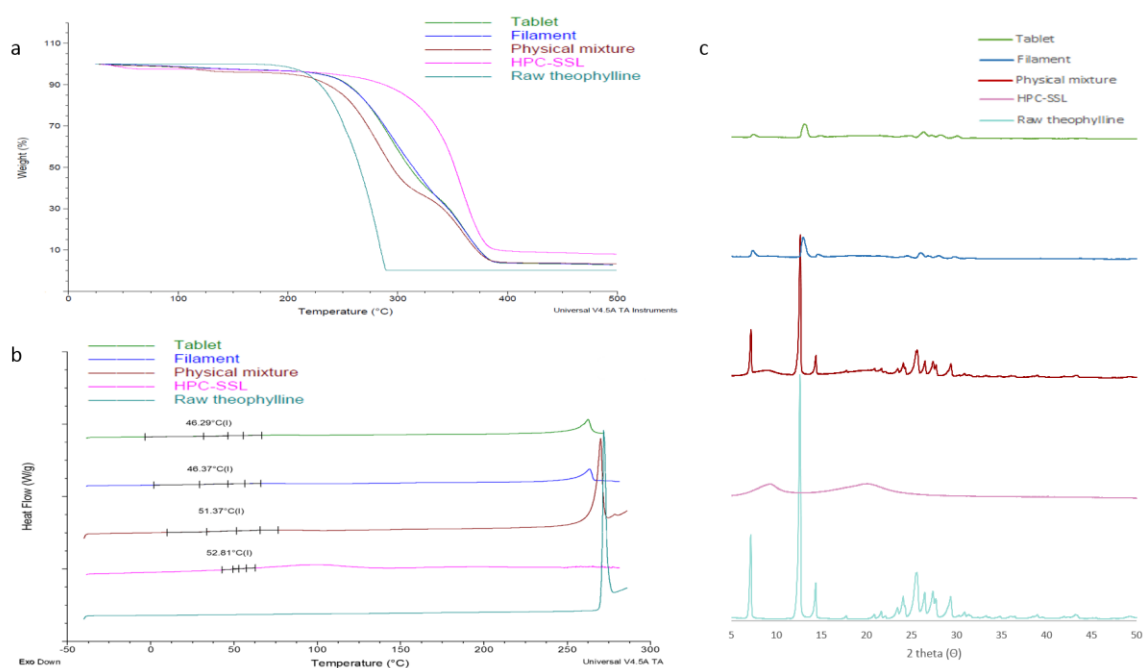 a
Tablet
Filament
Physical mixture
HPC-SSL
Raw theophylline
110
90
70
50
30
10
Weight (%)
0
100
200
300
400
500
Temperature (°C)
Universal V4.5A TA Instruments
b
Tablet
Filament
Physical mixture
HPC-SSL
Raw theophylline
46.29°C(I)
46.37°C(I)
51.37°C(I)
52.81°C(I)
Heat Flow (W/g)
-50
0
50
100
150
200
250
300
Exo Down
Temperature (°C)
Universal V4.5A TA
c
Tablet
Filament
Physical mixture
HPC-SSL
Raw theophylline
5
10
15
20
25
30
35
40
45
50
2 theta (Θ)